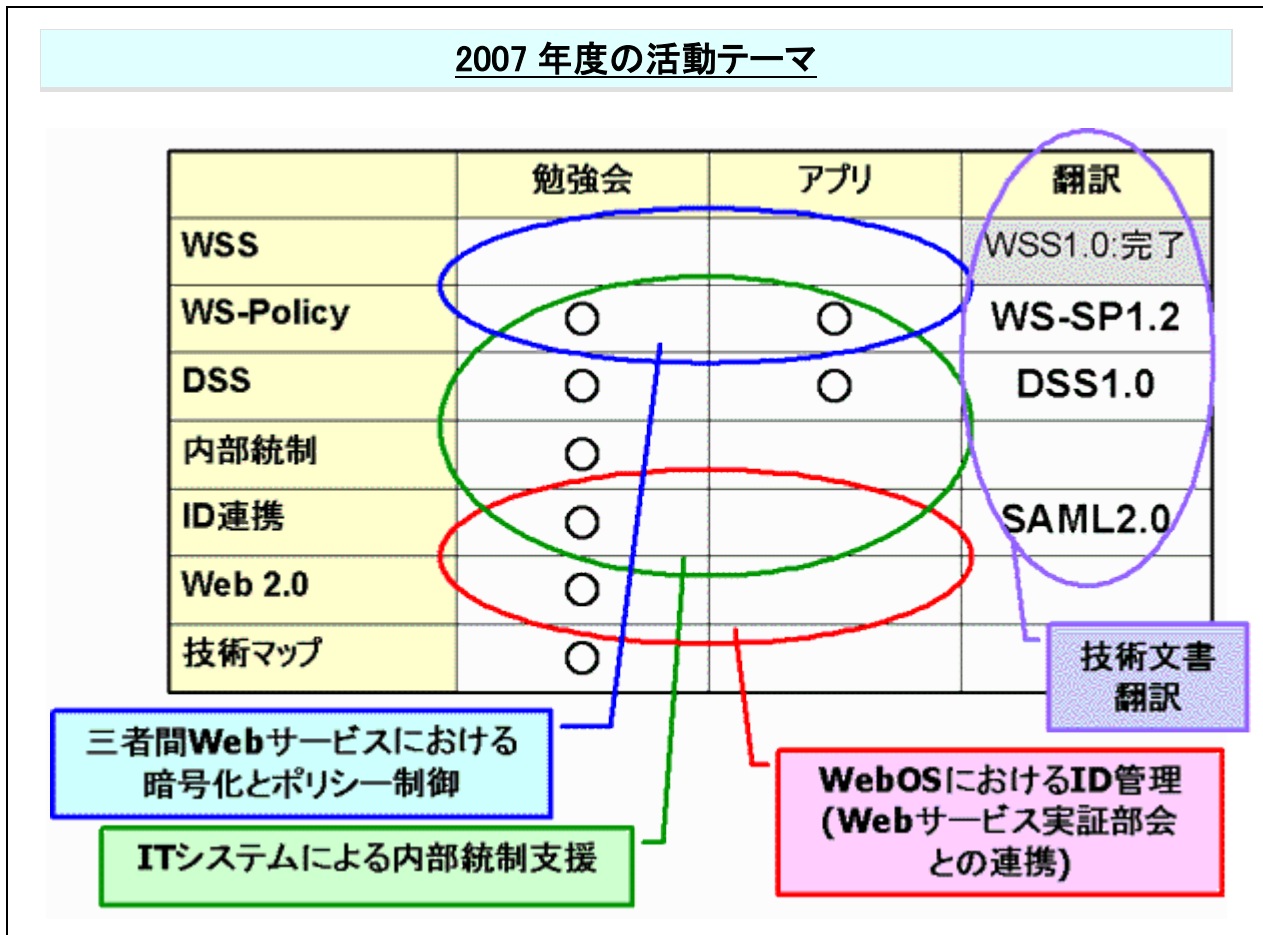 2007 年度の活動テーマ
勉強会 アプリ 翻訳
WSS WSS1.0:完了
WS-Policy ○ ○ WS-SP1.2
DSS ○ ○ DSS1.0
内部統制 ○
ID連携 ○ SAML2.0
Web 2.0 ○
技術マップ ○
技術文書
翻訳
三者間Webサービスにおける
暗号化とポリシー制御
ITシステムによる内部統制支援
WebOSにおけるID管理
(Webサービス実証部会
との連携)